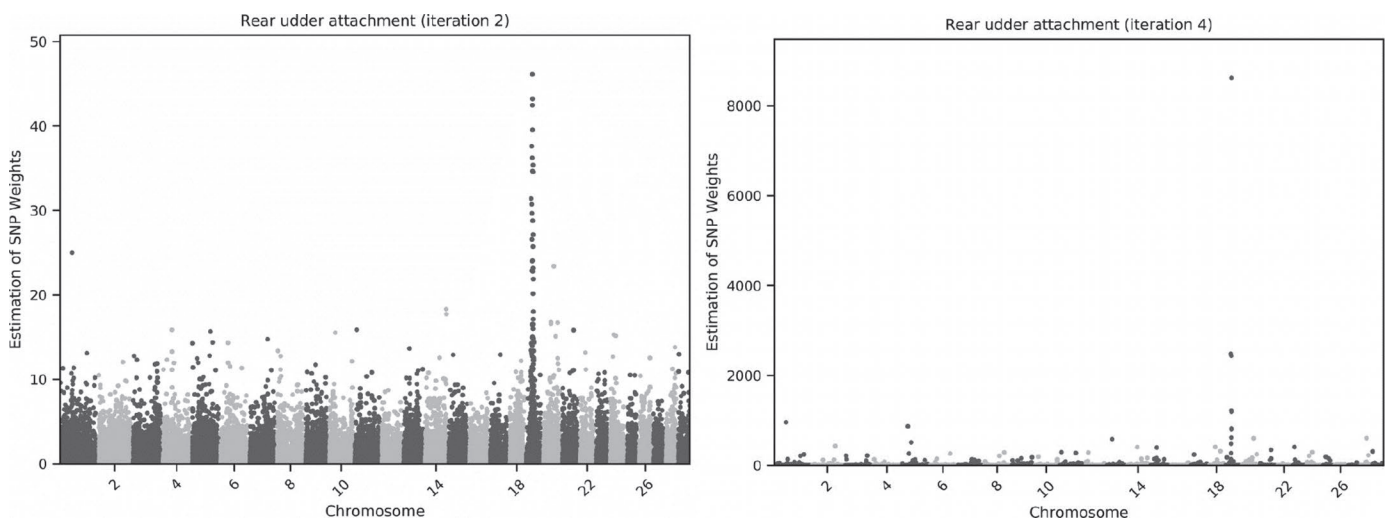 Rear udder attachment (iteration 2)
50
40
30
20
10
0
Estimation of SNP Weights
2 4 6 8 10 14 18 22 26
Chromosome
Rear udder attachment (iteration 4)
8000
6000
4000
2000
0
Estimation of SNP Weights
2 4 6 8 10 14 18 22 26
Chromosome